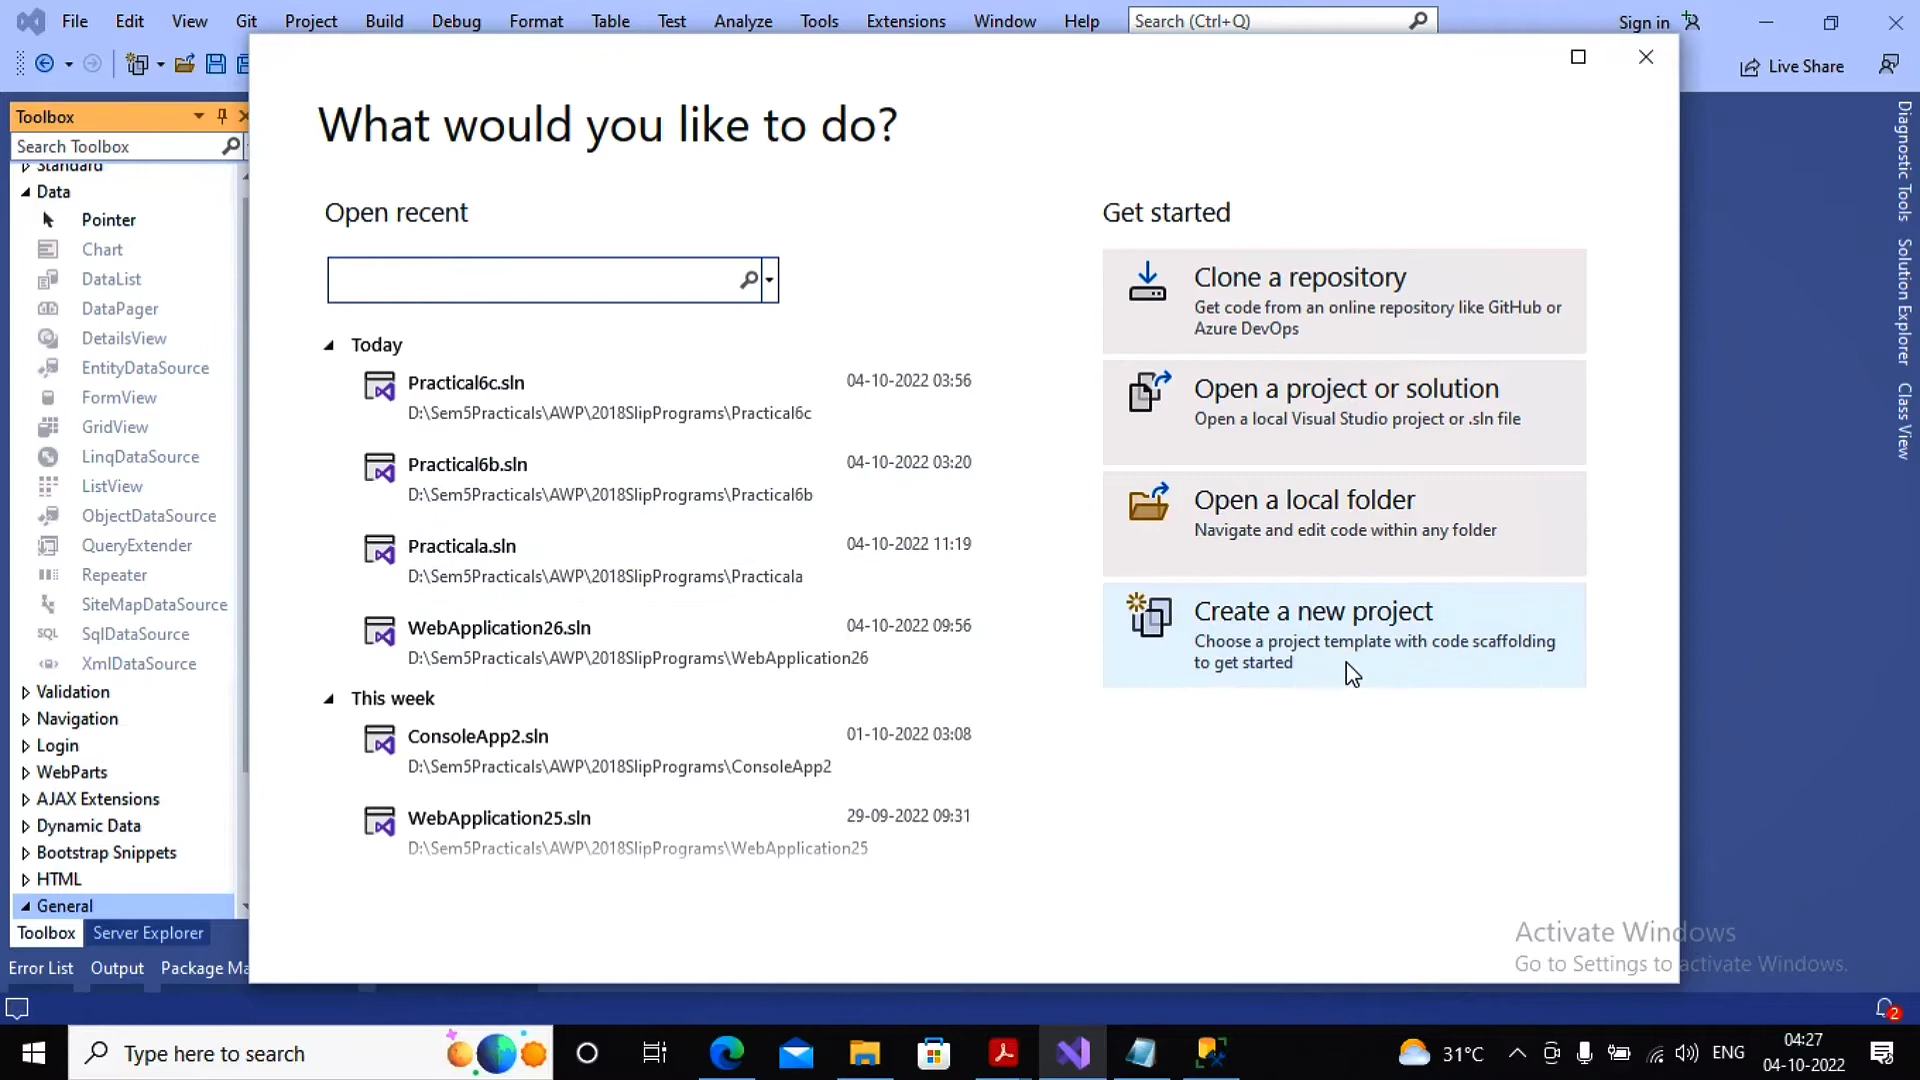 File Edit View Git Project Build Debug Format Table Test Analyze Tools Extensions Window Help Search (Ctrl+Q) Sign in
Live Share
Toolbox
Search Toolbox
Standard
Data
Pointer
Chart
DataList
DataPager
DetailsView
EntityDataSource
FormView
GridView
LinqDataSource
ListView
ObjectDataSource
QueryExtender
Repeater
SiteMapDataSource
SQL SqlDataSource
XmlDataSource
Validation
Navigation
Login
WebParts
AJAX Extensions
Dynamic Data
Bootstrap Snippets
HTML
General
Toolbox Server Explorer
Error List Output Package Ma
What would you like to do?
Open recent
Today
Practical6c.sln 04-10-2022 03:56
D:\Sem5Practicals\AWP\2018SlipPrograms\Practical6c
Practical6b.sln 04-10-2022 03:20
D:\Sem5Practicals\AWP\2018SlipPrograms\Practical6b
Practicala.sln 04-10-2022 11:19
D:\Sem5Practicals\AWP\2018SlipPrograms\Practicala
WebApplication26.sln 04-10-2022 09:56
D:\Sem5Practicals\AWP\2018SlipPrograms\WebApplication26
This week
ConsoleApp2.sln 01-10-2022 03:08
D:\Sem5Practicals\AWP\2018SlipPrograms\ConsoleApp2
WebApplication25.sln 29-09-2022 09:31
D:\Sem5Practicals\AWP\2018SlipPrograms\WebApplication25
Get started
Clone a repository
Get code from an online repository like GitHub or
Azure DevOps
Open a project or solution
Open a local Visual Studio project or .sln file
Open a local folder
Navigate and edit code within any folder
Create a new project
Choose a project template with code scaffolding
to get started
Diagnostic Tools
Solution Explorer
Class View
Activate Windows
Go to Settings to activate Windows.
2
Type here to search
31°C
ENG
04:27
04-10-2022